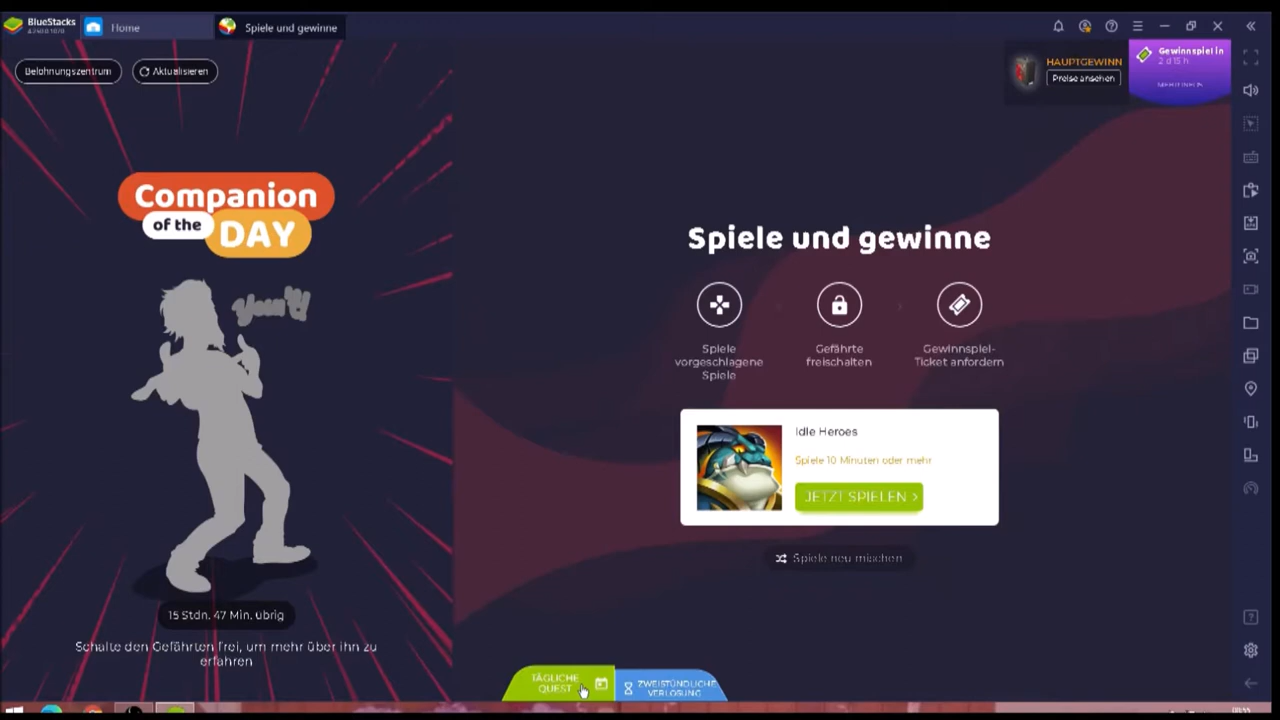 BlueStacks
Home
Spiele und gewinne
Belohnungszentrum
Aktualisieren
HAUPTGEWINN
Preise ansehen
Gewinnspiel in
2 d 15 h
Companion
of the
DAY
Spiele und gewinne
Spiele
vorgeschlagene
Spiele
Gefährte
freischalten
Gewinnspiel-
Ticket anfordern
Idle Heroes
Spiele 10 Minuten oder mehr
JETZT SPIELEN
Spiele neu mischen
15 Stdn. 47 Min. übrig
Schalte den Gefährten frei, um mehr über ihn zu
erfahren
TÄGLICHE
QUEST
ZWEISTÜNDLICHE
VERLOSUNG